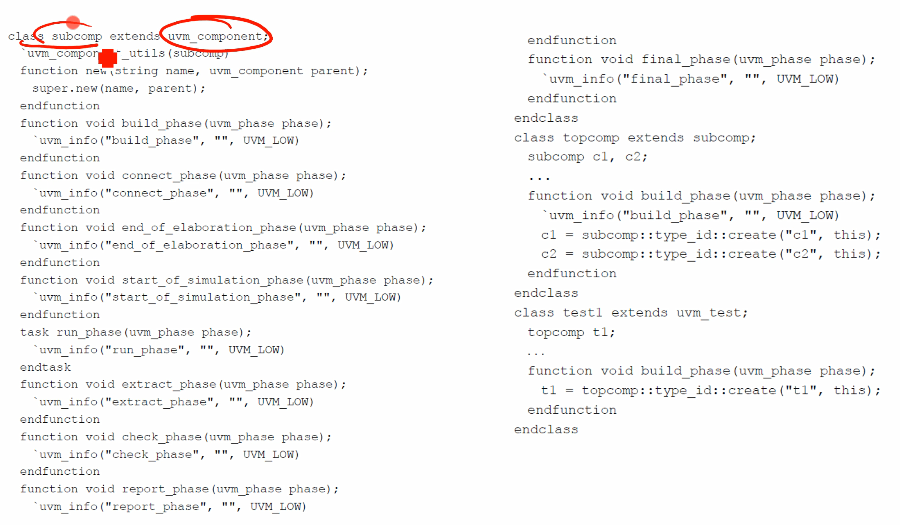 class subcomp extends uvm_component;
`uvm_component_utils(subcomp)
function new(string name, uvm_component parent);
super.new(name, parent);
endfunction
function void build_phase(uvm_phase phase);
`uvm_info("build_phase", "", UVM_LOW)
endfunction
function void connect_phase(uvm_phase phase);
`uvm_info("connect_phase", "", UVM_LOW)
endfunction
function void end_of_elaboration_phase(uvm_phase phase);
`uvm_info("end_of_elaboration_phase", "", UVM_LOW)
endfunction
function void start_of_simulation_phase(uvm_phase phase);
`uvm_info("start_of_simulation_phase", "", UVM_LOW)
endfunction
task run_phase(uvm_phase phase);
`uvm_info("run_phase", "", UVM_LOW)
endtask
function void extract_phase(uvm_phase phase);
`uvm_info("extract_phase", "", UVM_LOW)
endfunction
function void check_phase(uvm_phase phase);
`uvm_info("check_phase", "", UVM_LOW)
endfunction
function void report_phase(uvm_phase phase);
`uvm_info("report_phase", "", UVM_LOW)
endfunction
function void final_phase(uvm_phase phase);
`uvm_info("final_phase", "", UVM_LOW)
endfunction
endclass
class topcomp extends subcomp;
subcomp c1, c2;
...
function void build_phase(uvm_phase phase);
`uvm_info("build_phase", "", UVM_LOW)
c1 = subcomp::type_id::create("c1", this);
c2 = subcomp::type_id::create("c2", this);
endfunction
endclass
class test1 extends uvm_test;
topcomp t1;
...
function void build_phase(uvm_phase phase);
t1 = topcomp::type_id::create("t1", this);
endfunction
endclass